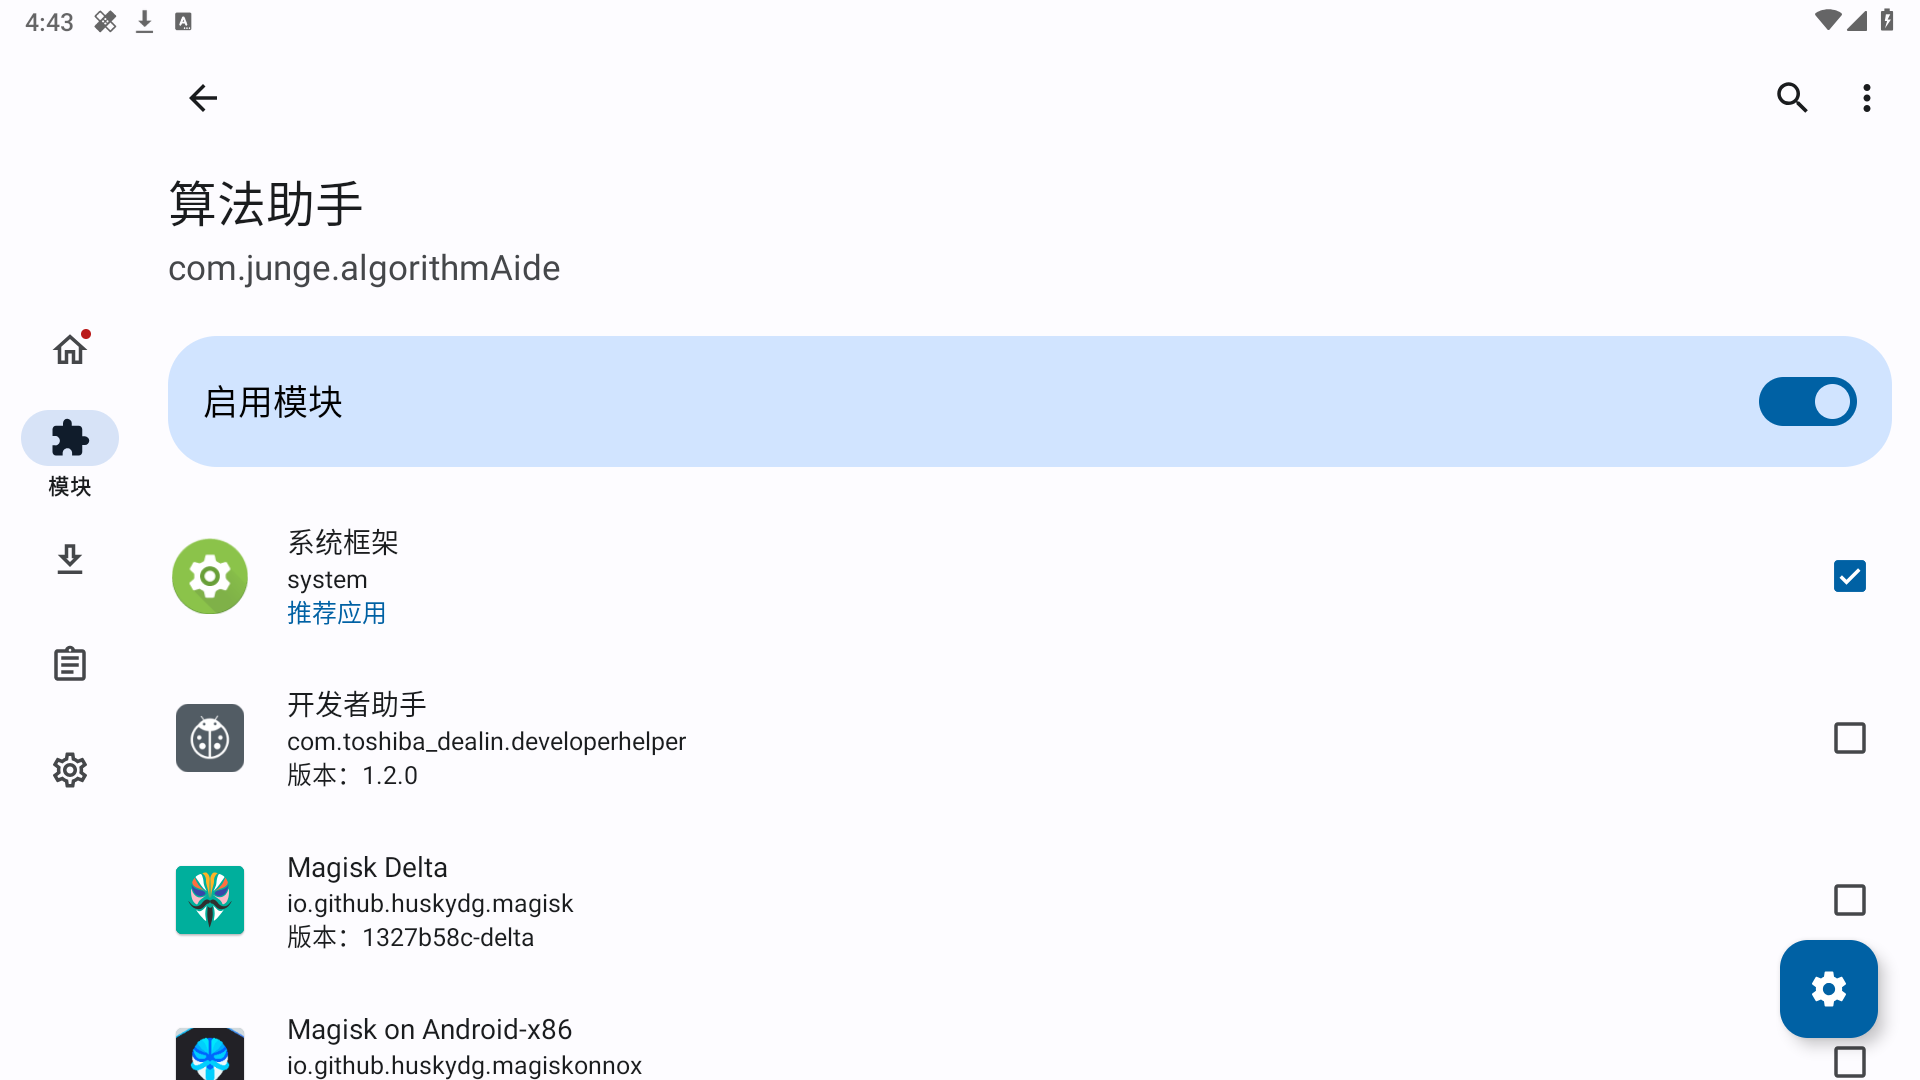 4:43
算法助手
com.junge.algorithmAide
启用模块
模块
系统框架
system
推荐应用
开发者助手
com.toshiba_dealin.developerhelper
版本：1.2.0
Magisk Delta
io.github.huskydg.magisk
版本：1327b58c-delta
Magisk on Android-x86
io.github.huskydg.magiskonnox